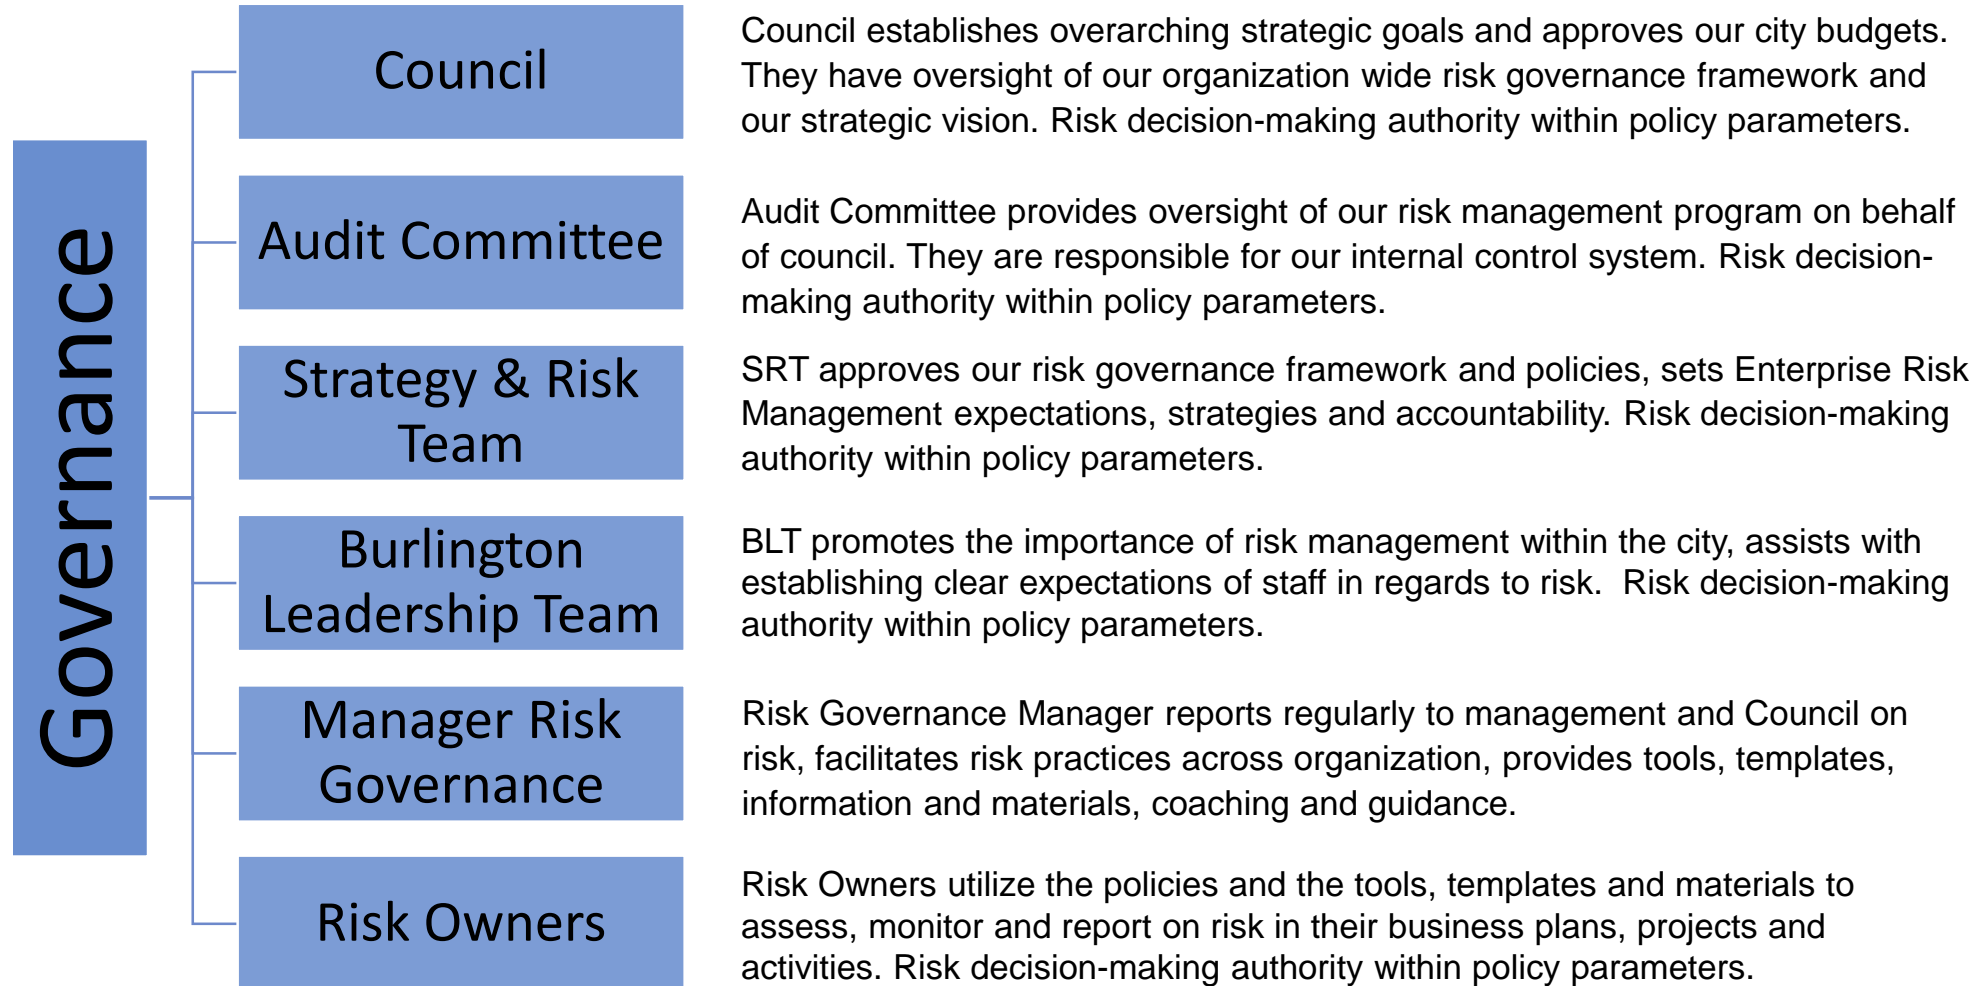 Governance
Council
Council establishes overarching strategic goals and approves our city budgets.
They have oversight of our organization wide risk governance framework and
our strategic vision. Risk decision-making authority within policy parameters.
Audit Committee
Audit Committee provides oversight of our risk management program on behalf
of council. They are responsible for our internal control system. Risk decision-
making authority within policy parameters.
Strategy & Risk
Team
SRT approves our risk governance framework and policies, sets Enterprise Risk
Management expectations, strategies and accountability. Risk decision-making
authority within policy parameters.
Burlington
Leadership Team
BLT promotes the importance of risk management within the city, assists with
establishing clear expectations of staff in regards to risk.  Risk decision-making
authority within policy parameters.
Manager Risk
Governance
Risk Governance Manager reports regularly to management and Council on
risk, facilitates risk practices across organization, provides tools, templates,
information and materials, coaching and guidance.
Risk Owners
Risk Owners utilize the policies and the tools, templates and materials to
assess, monitor and report on risk in their business plans, projects and
activities. Risk decision-making authority within policy parameters.